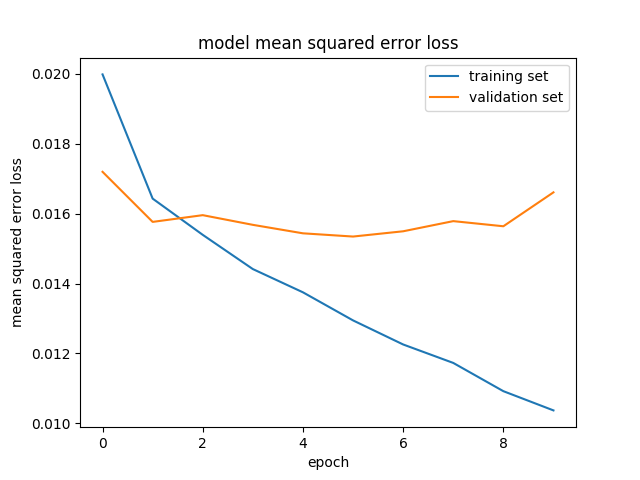 model mean squared error loss
training set
validation set
mean squared error loss
0.020
0.018
0.016
0.014
0.012
0.010
0 2 4 6 8
epoch